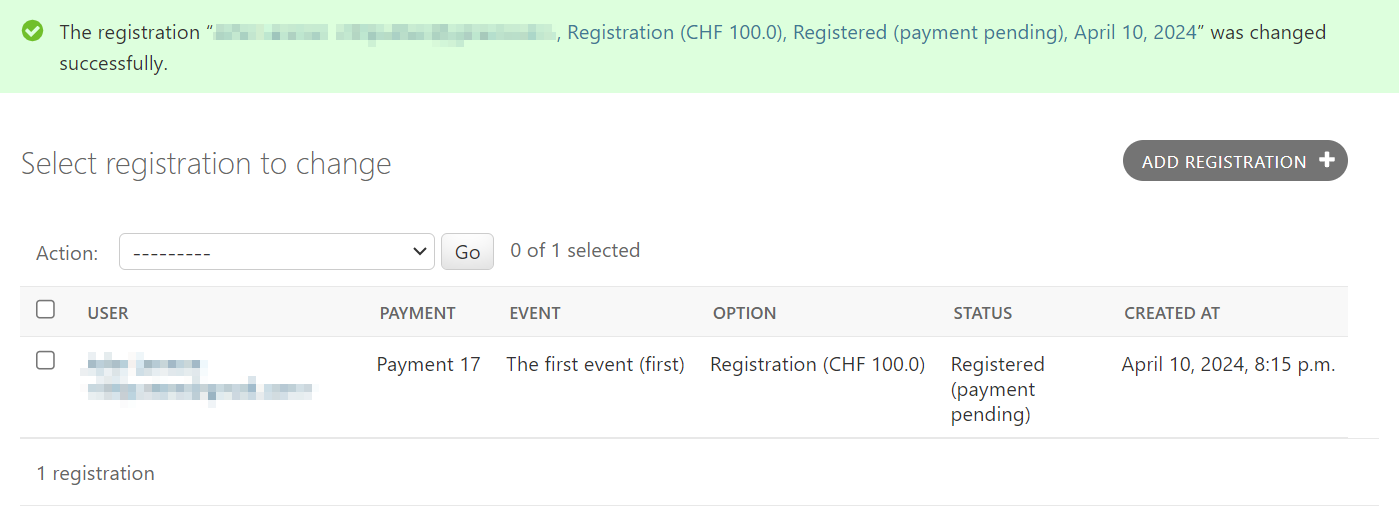 The registration “ , Registration (CHF 100.0), Registered (payment pending), April 10, 2024” was changed
successfully.
Select registration to change
ADD REGISTRATION
Action: --------- Go 0 of 1 selected
USER PAYMENT EVENT OPTION STATUS CREATED AT
Payment 17 The first event (first) Registration (CHF 100.0) Registered April 10, 2024, 8:15 p.m.
(payment
pending)
1 registration